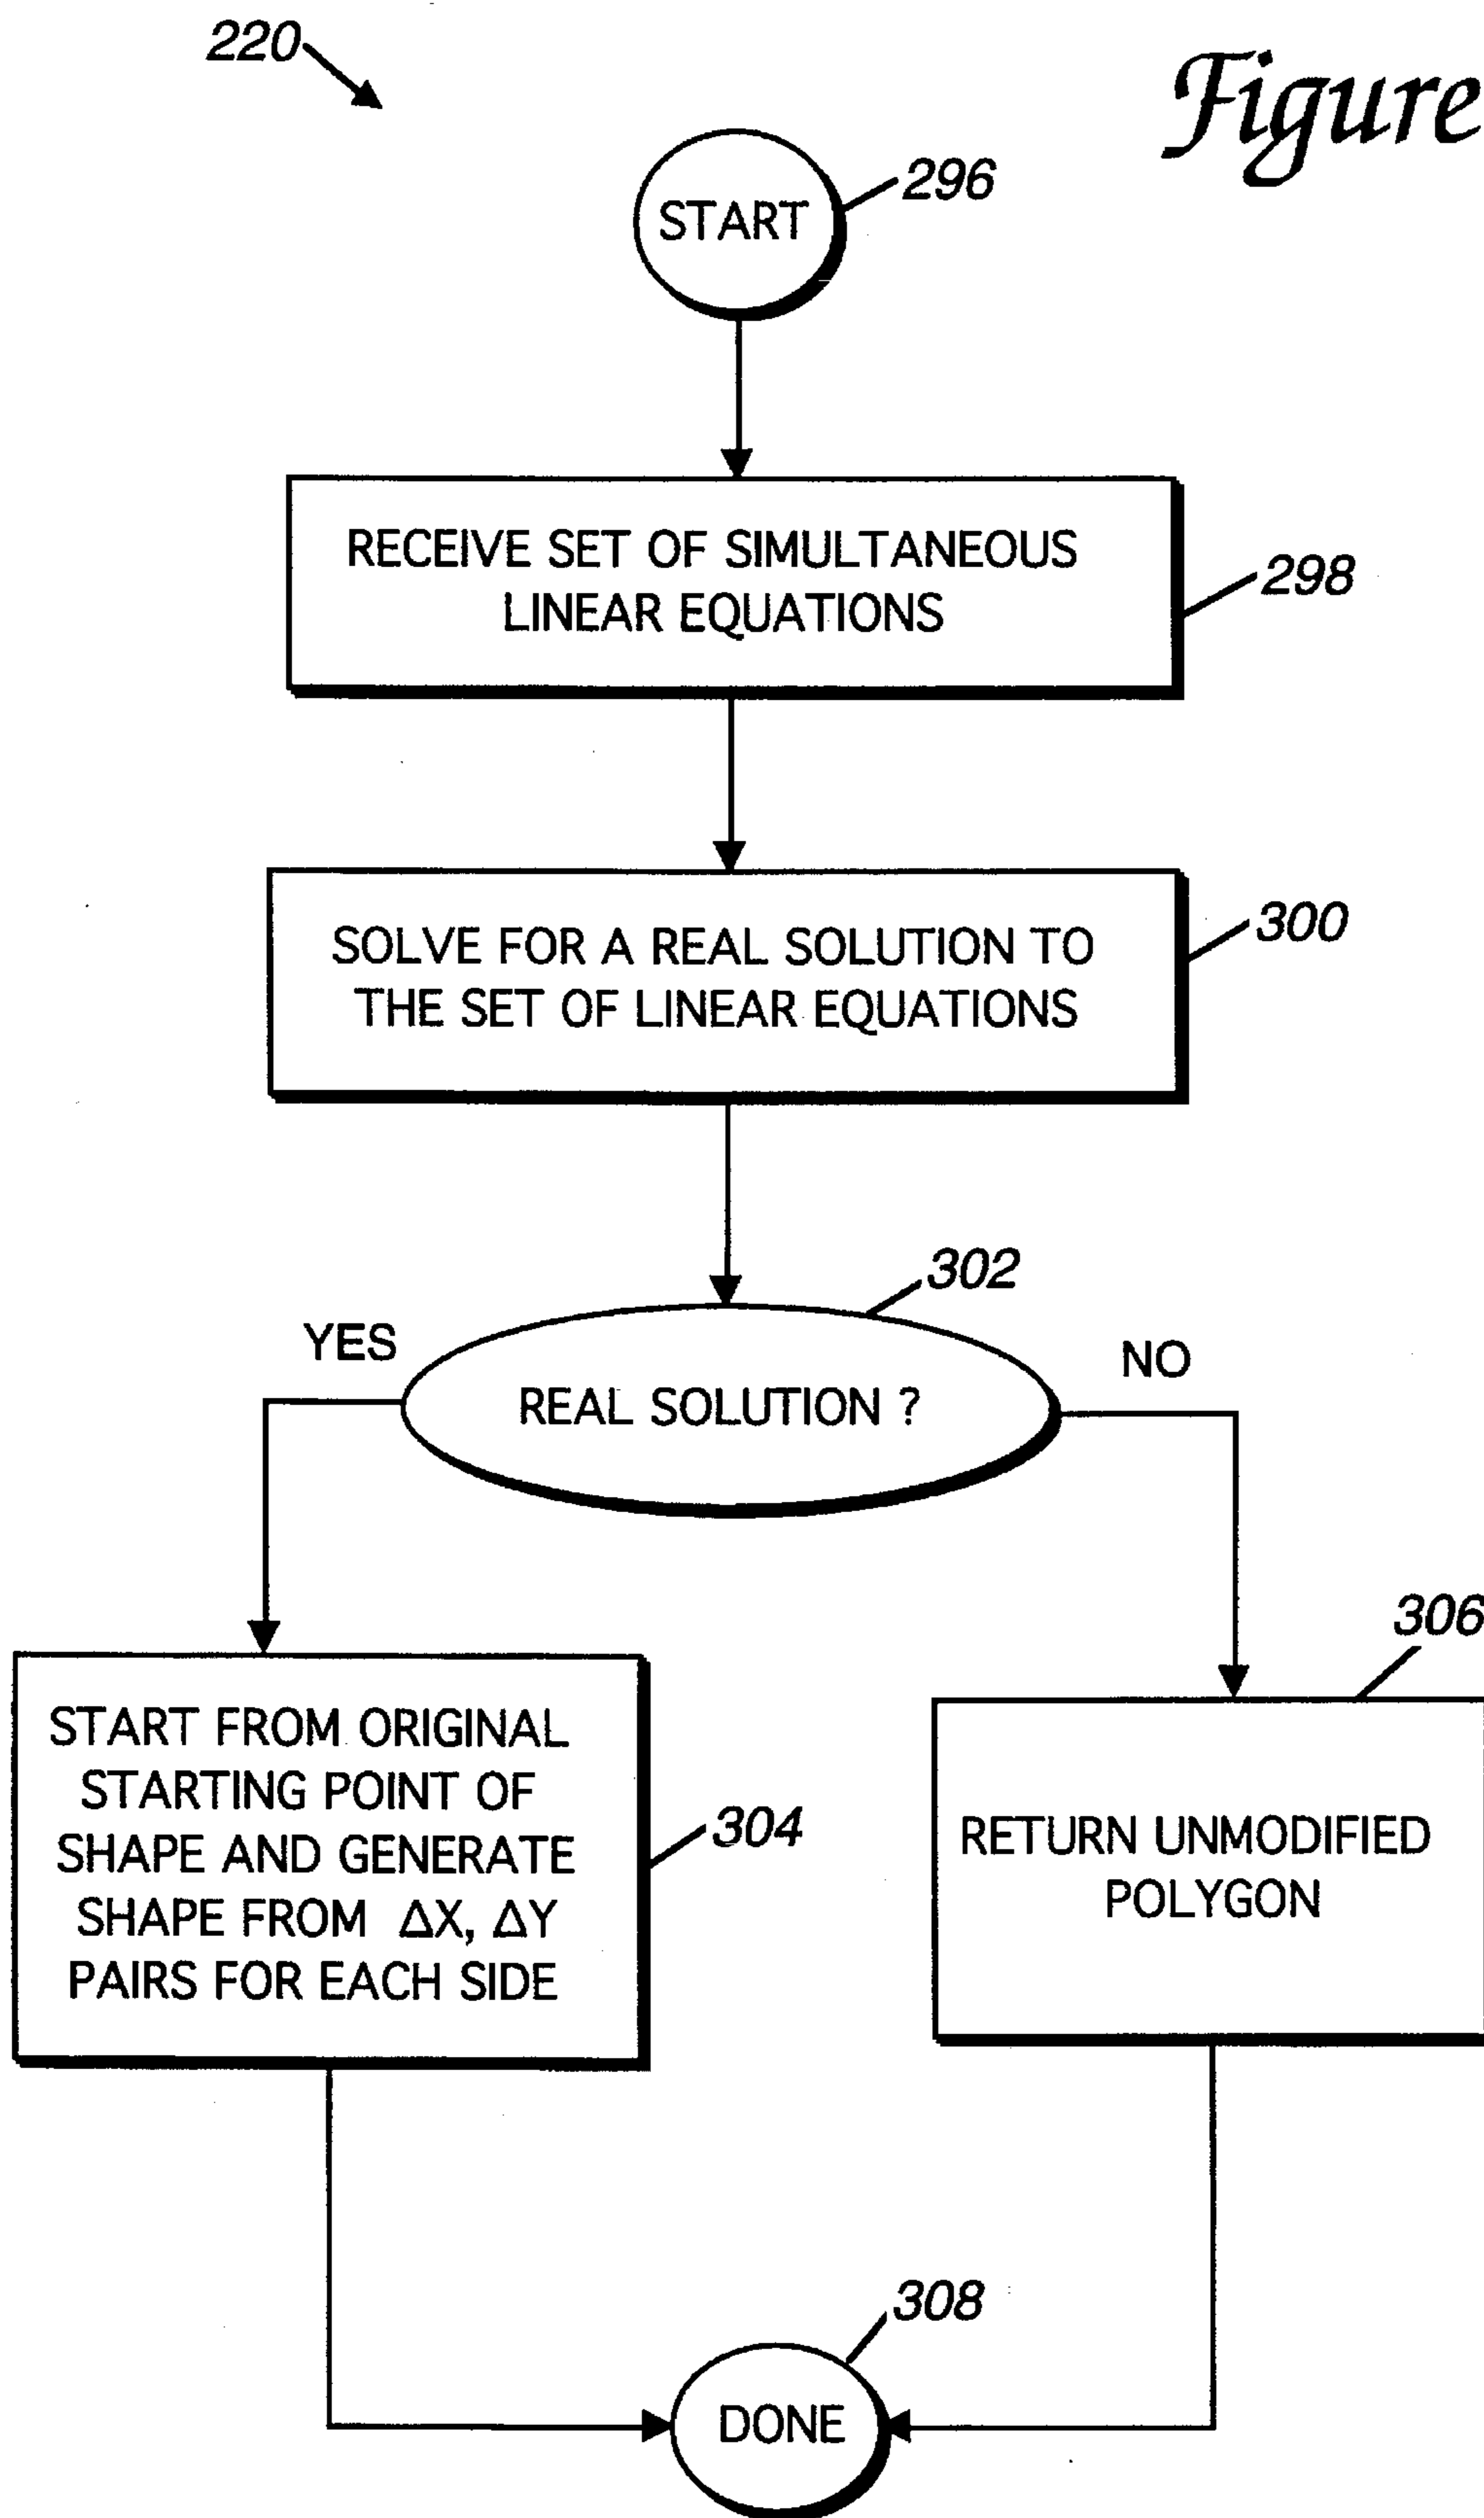 220
Figure
START
296
RECEIVE SET OF SIMULTANEOUS
LINEAR EQUATIONS
298
SOLVE FOR A REAL SOLUTION TO
THE SET OF LINEAR EQUATIONS
300
302
YES
REAL SOLUTION ?
NO
306
START FROM ORIGINAL
STARTING POINT OF
SHAPE AND GENERATE
SHAPE FROM ΔX, ΔY
PAIRS FOR EACH SIDE
304
RETURN UNMODIFIED
POLYGON
308
DONE